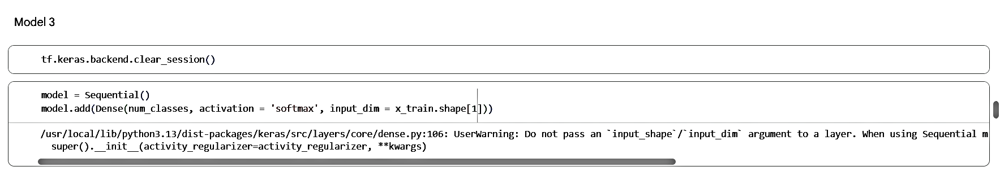 Model 3
tf.keras.backend.clear_session()
model = Sequential()
model.add(Dense(num_classes, activation = 'softmax', input_dim = x_train.shape[1]))
/usr/local/lib/python3.13/dist-packages/keras/src/layers/core/dense.py:106: UserWarning: Do not pass an `input_shape`/`input_dim` argument to a layer. When using Sequential m
super().__init__(activity_regularizer=activity_regularizer, **kwargs)